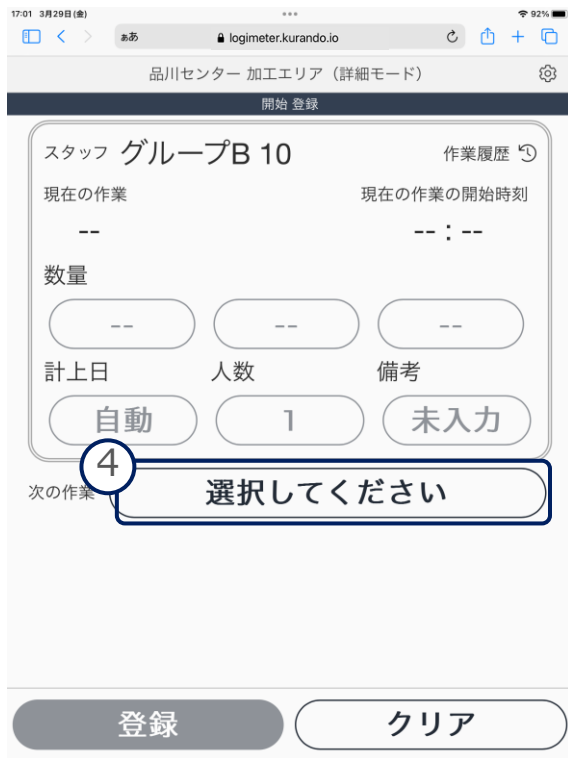 17:01 3月29日(金) 92%
ぁあ logimeter.kurando.io
品川センター 加工エリア（詳細モード）
開始 登録
スタッフ グループB 10 作業履歴
現在の作業 現在の作業の開始時刻
-- --：--
数量
-- -- --
計上日 人数 備考
自動 1 未入力
4
次の作業 選択してください
登録 クリア